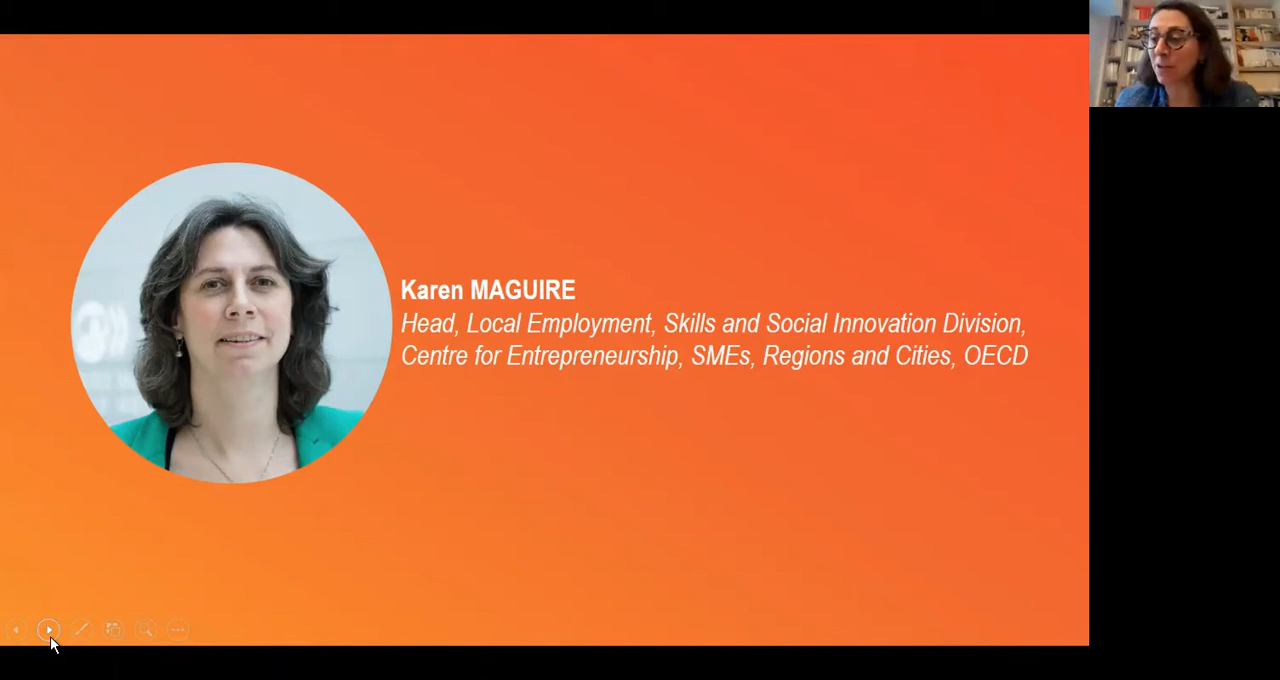 Karen MAGUIRE
Head, Local Employment, Skills and Social Innovation Division,
Centre for Entrepreneurship, SMEs, Regions and Cities, OECD